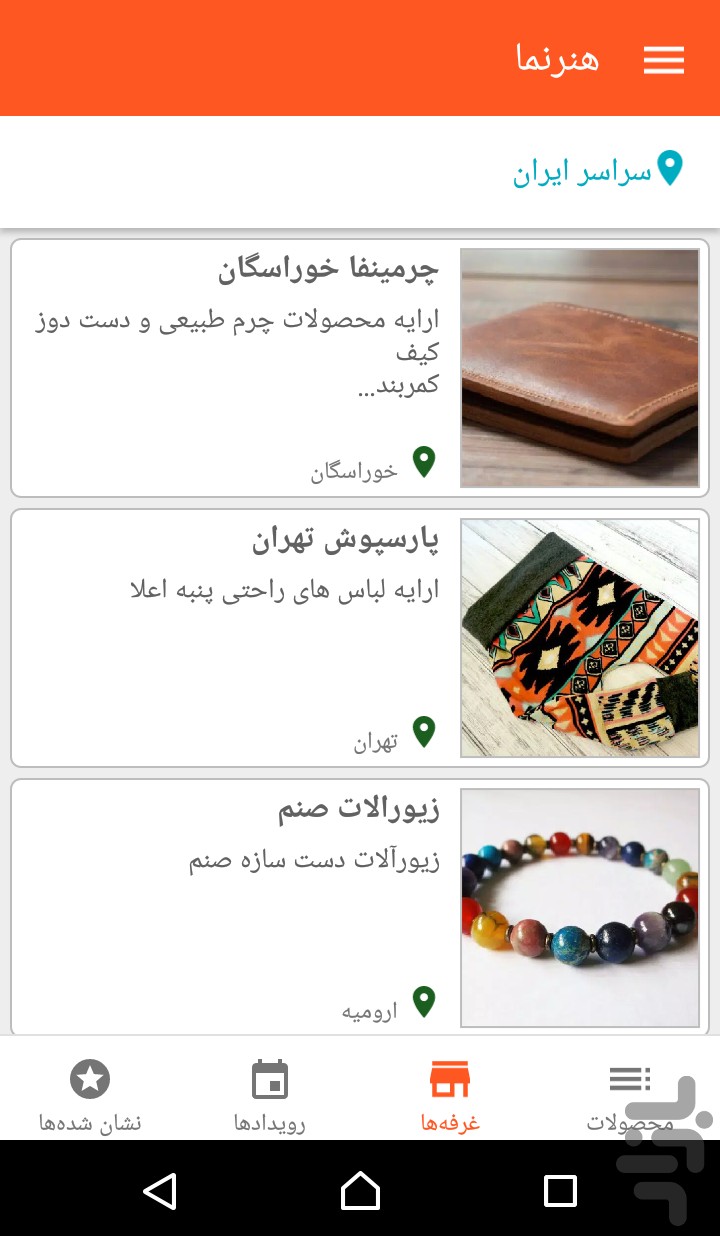 هنرنما
سراسر ایران
چرمینفا خوراسگان
ارایه محصولات چرم طبیعی و دست دوز
کیف
کمربند...
خوراسگان
پارسپوش تهران
ارایه لباس های راحتی پنبه اعلا
تهران
زیورالات صنم
زیورآلات دست سازه صنم
ارومیه
محصولات
غرفه‌ها
رویدادها
نشان شده‌ها